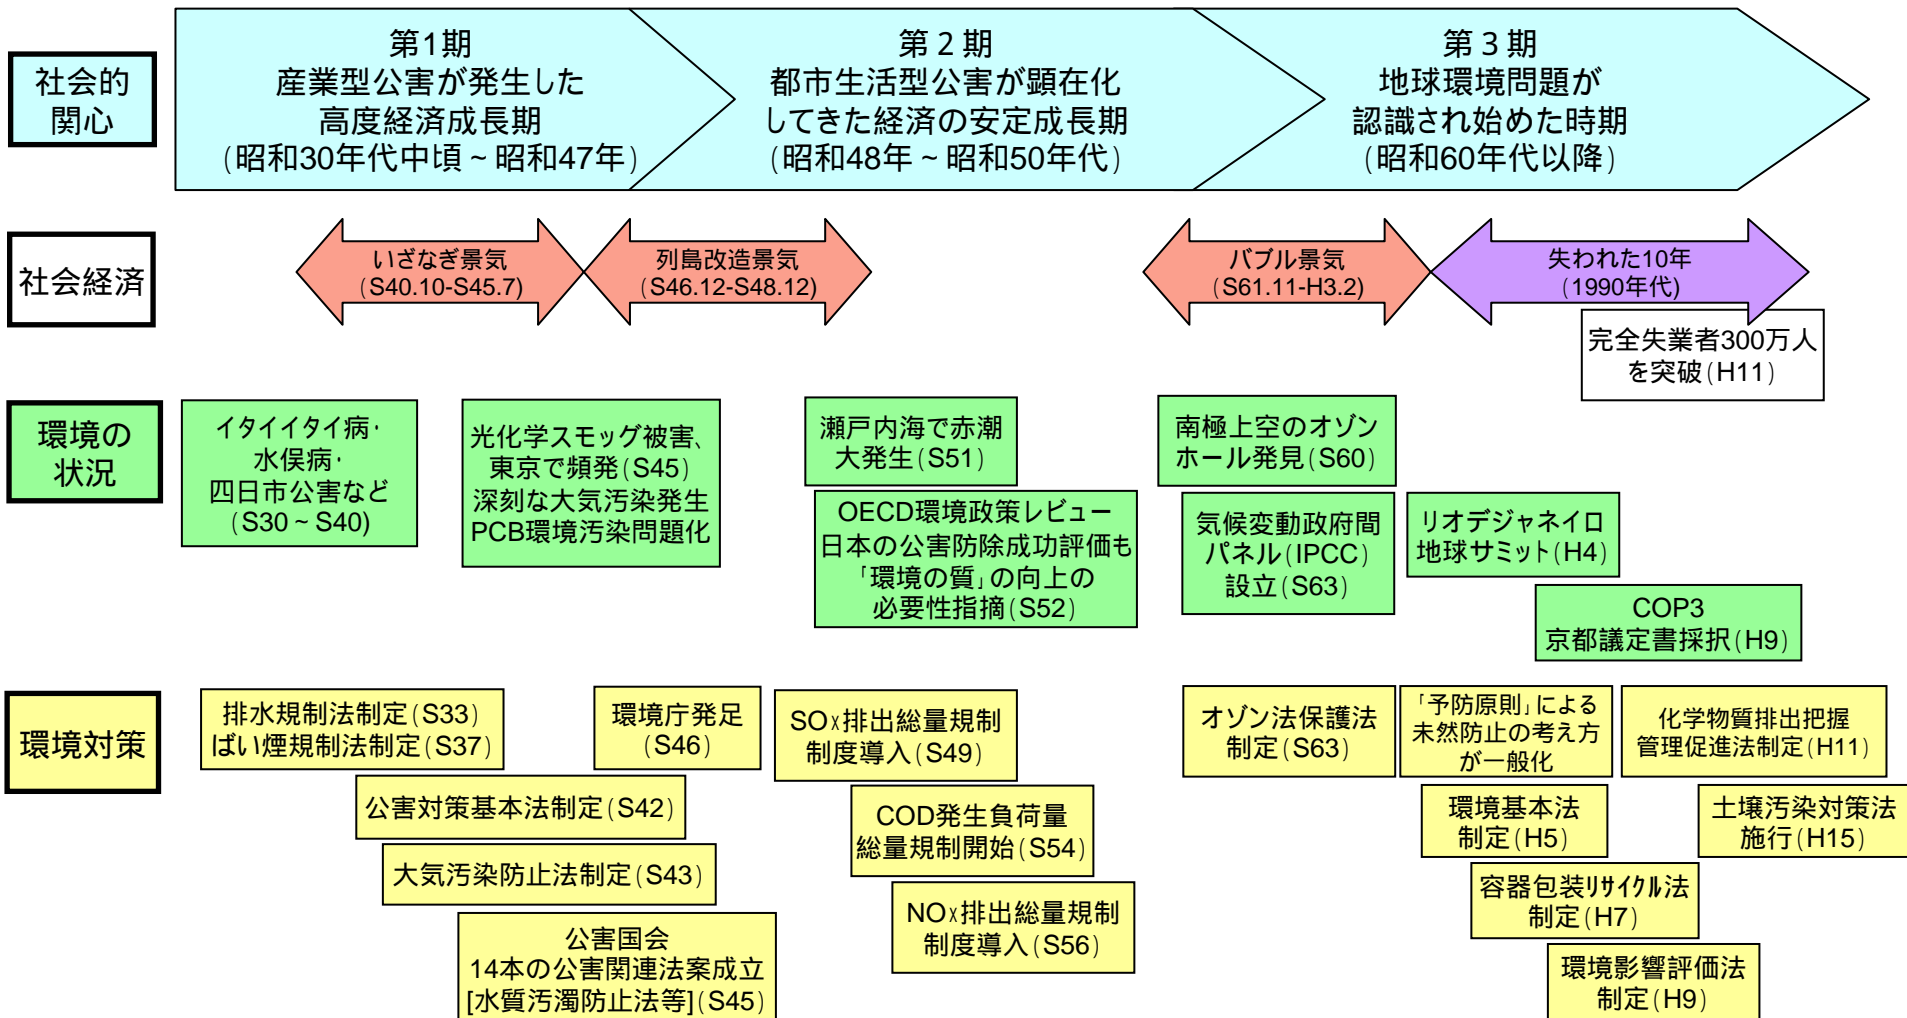 社会的
関心
第1期
産業型公害が発生した
高度経済成長期
(昭和30年代中頃~昭和47年)
第2期
都市生活型公害が顕在化
してきた経済の安定成長期
(昭和48年~昭和50年代)
第3期
地球環境問題が
認識され始めた時期
(昭和60年代以降)
社会経済
いざなぎ景気
(S40.10-S45.7)
列島改造景気
(S46.12-S48.12)
バブル景気
(S61.11-H3.2)
失われた10年
(1990年代)
完全失業者300万人
を突破(H11)
環境の
状況
イタイイタイ病・
水俣病・
四日市公害など
(S30~S40)
光化学スモッグ被害、
東京で頻発(S45)
深刻な大気汚染発生
PCB環境汚染問題化
瀬戸内海で赤潮
大発生(S51)
OECD環境政策レビュー
日本の公害防除成功評価も
「環境の質」の向上の
必要性指摘(S52)
南極上空のオゾン
ホール発見(S60)
気候変動政府間
パネル(IPCC)
設立(S63)
リオデジャネイロ
地球サミット(H4)
COP3
京都議定書採択(H9)
環境対策
排水規制法制定(S33)
ばい煙規制法制定(S37)
環境庁発足
(S46)
公害対策基本法制定(S42)
大気汚染防止法制定(S43)
公害国会
14本の公害関連法案成立
[水質汚濁防止法等](S45)
SOx排出総量規制
制度導入(S49)
COD発生負荷量
総量規制開始(S54)
NOx排出総量規制
制度導入(S56)
オゾン法保護法
制定(S63)
「予防原則」による
未然防止の考え方
が一般化
環境基本法
制定(H5)
容器包装リサイクル法
制定(H7)
環境影響評価法
制定(H9)
化学物質排出把握
管理促進法制定(H11)
土壌汚染対策法
施行(H15)